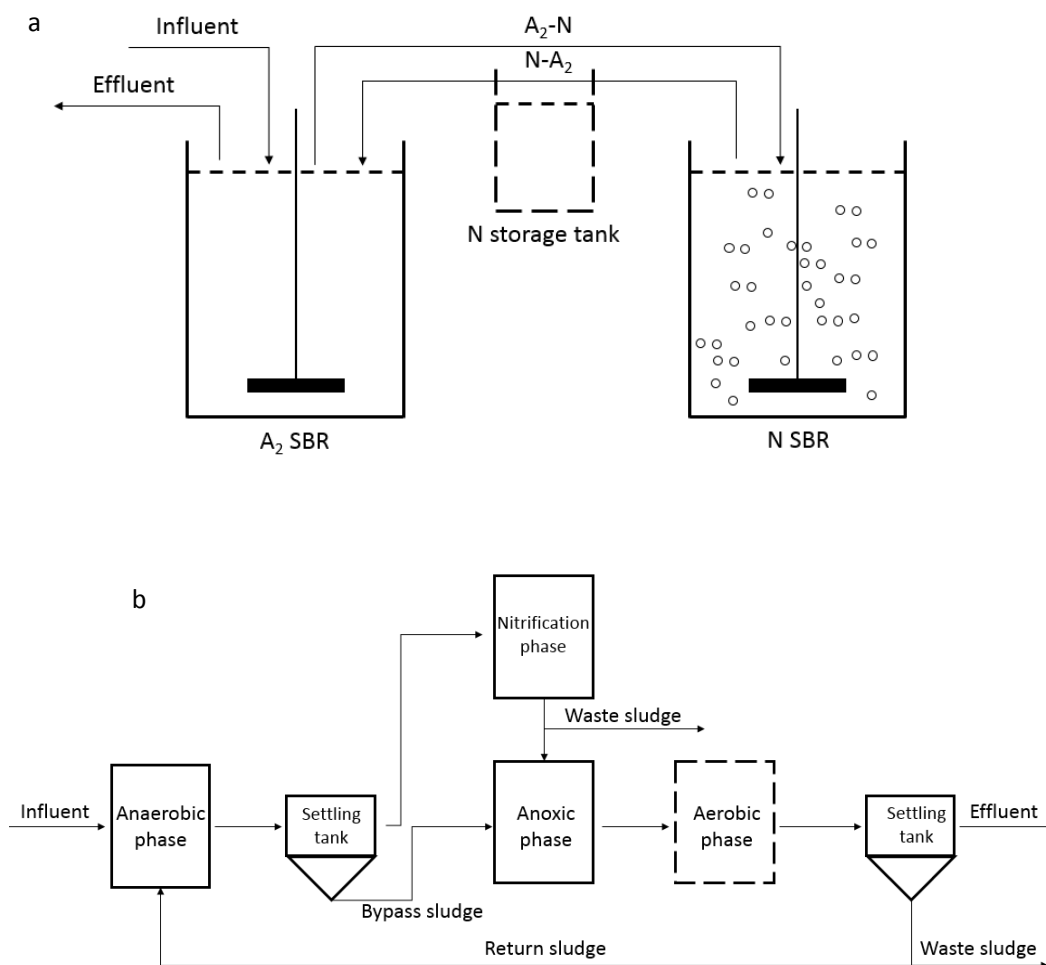 a
Influent
A₂-N
N-A₂
Effluent
N storage tank
A₂ SBR
N SBR
b
Nitrification
phase
Waste sludge
Influent
Anaerobic
phase
Settling
tank
Anoxic
phase
Aerobic
phase
Settling
tank
Effluent
Bypass sludge
Return sludge
Waste sludge